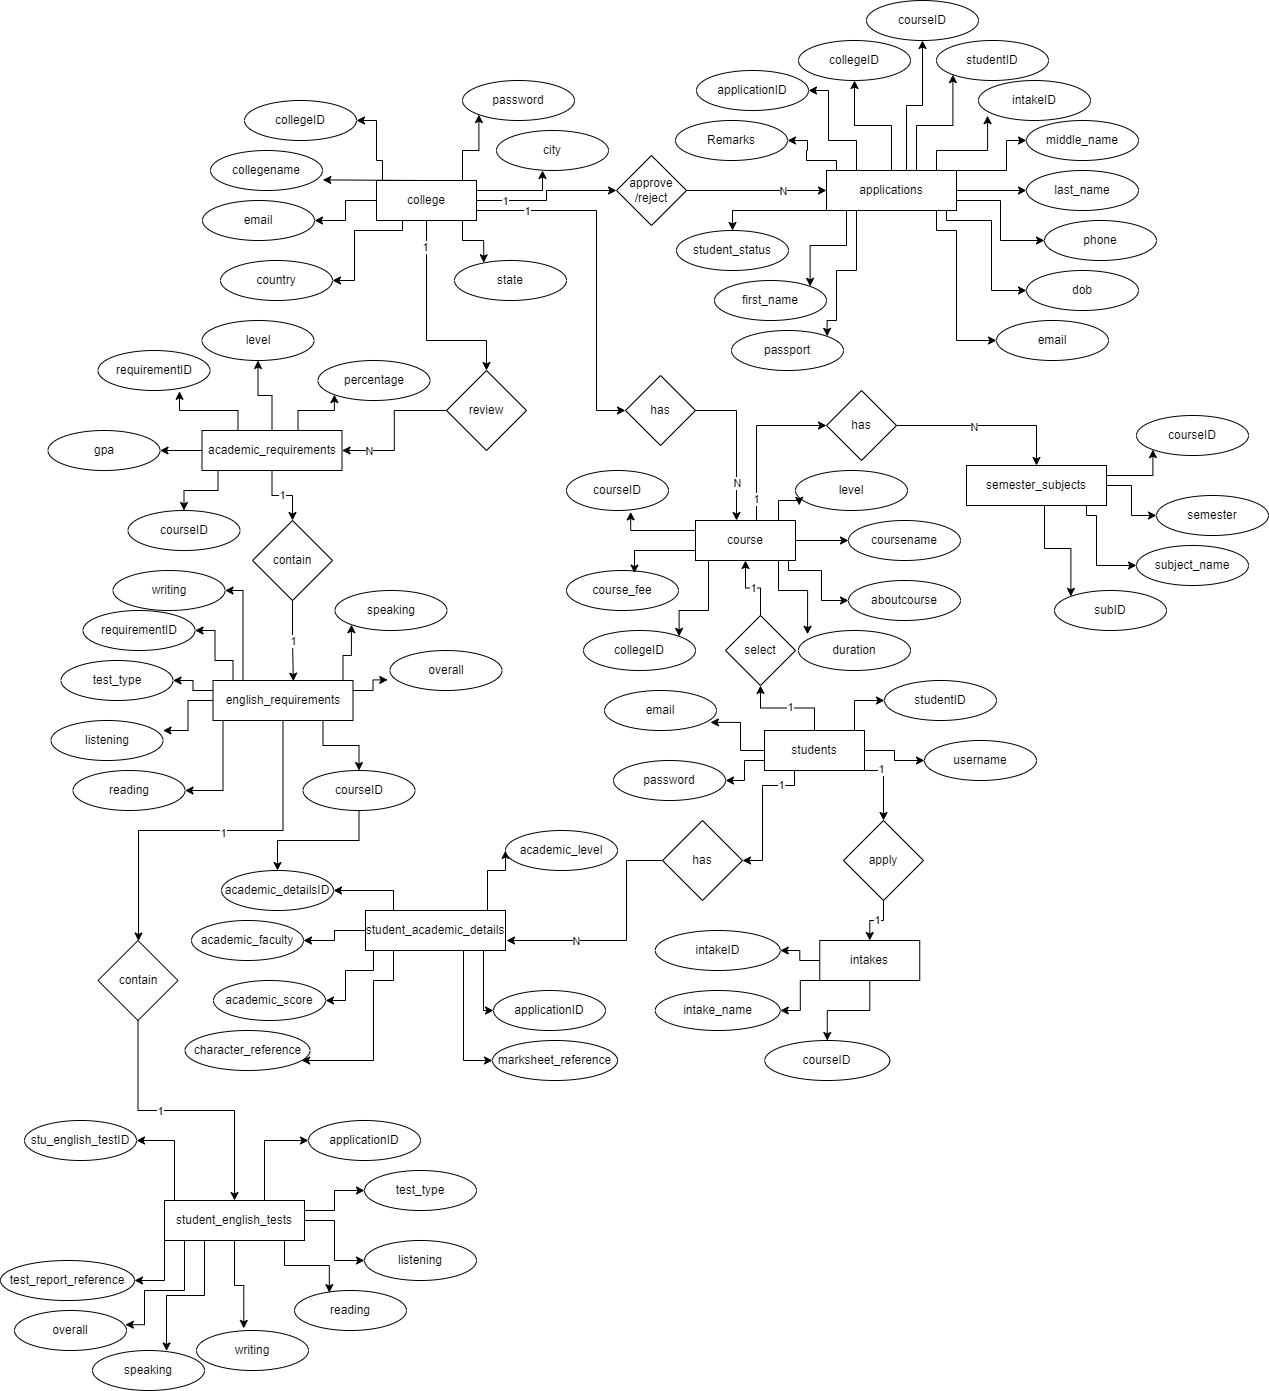 courseID
collegeID
studentID
applicationID
intakeID
password
collegeID
Remarks
middle_name
city
collegename
approve
/reject
applications
last_name
college
1
N
1
email
student_status
phone
1
country
state
first_name
dob
level
passport
email
requirementID
percentage
review
has
has
N
courseID
gpa
academic_requirements
N
semester_subjects
1
N
1
courseID
level
semester
courseID
course
coursename
contain
subject_name
writing
course_fee
1
aboutcourse
speaking
subID
requirementID
1
collegeID
select
duration
test_type
overall
english_requirements
studentID
email
1
listening
students
username
1
password
1
reading
courseID
1
academic_level
has
apply
academic_detailsID
1
student_academic_details
academic_faculty
N
intakeID
intakes
contain
academic_score
applicationID
intake_name
character_reference
marksheet_reference
courseID
1
stu_english_testID
applicationID
test_type
student_english_tests
listening
test_report_reference
reading
overall
writing
speaking